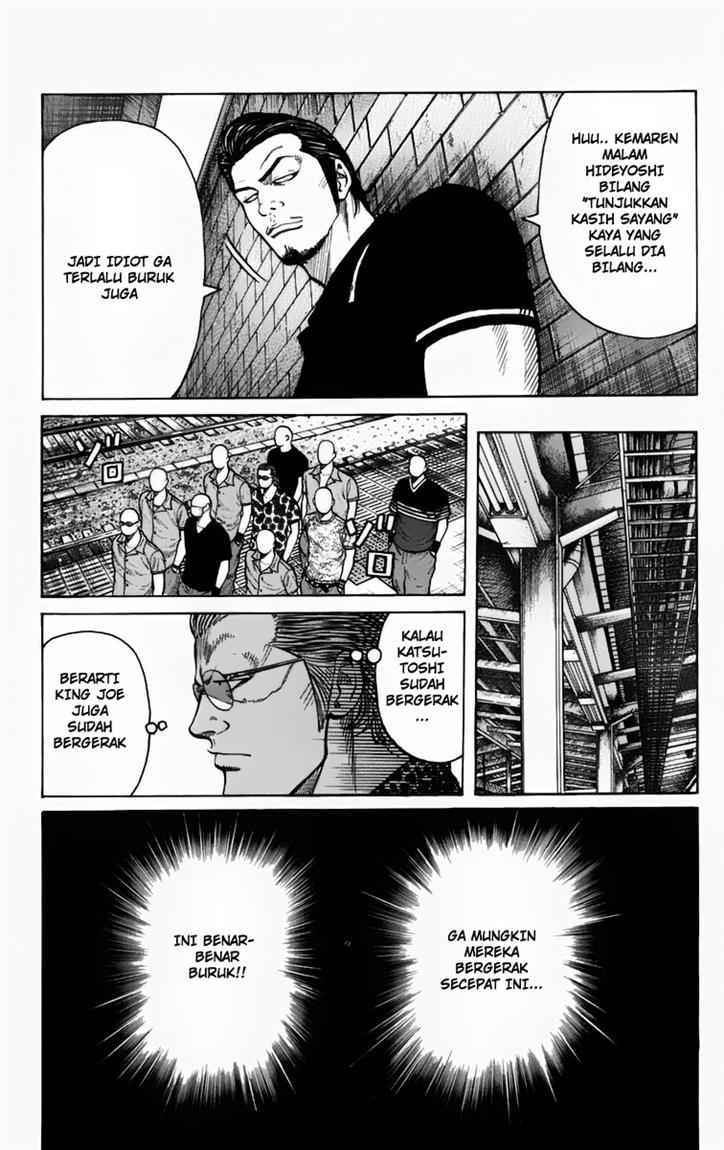 HUU.. KEMAREN
MALAM
HIDEYOSHI
BILANG
"TUNJUKKAN
KASIH SAYANG"
KAYA YANG
SELALU DIA
BILANG...
JADI IDIOT GA
TERLALU BURUK
JUGA
KALAU
KATSU-
TOSHI
SUDAH
BERGERAK
...
BERARTI
KING JOE
JUGA
SUDAH
BERGERAK
GA MUNGKIN
MEREKA
BERGERAK
SECEPAT INI...
INI BENAR-
BENAR
BURUK!!